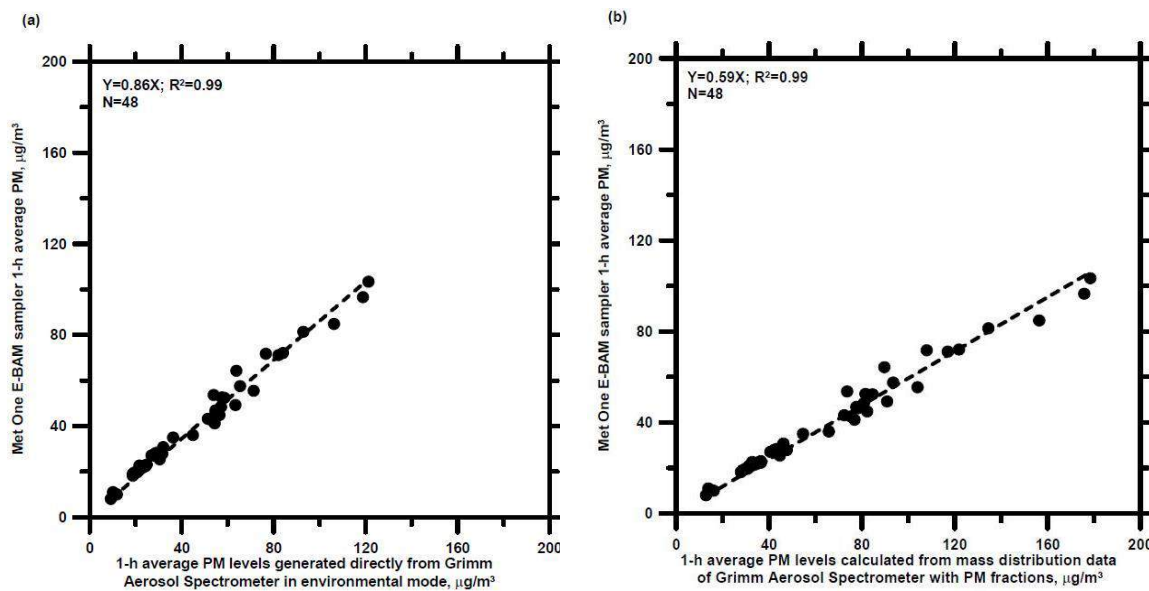 (a)
Y=0.86X; R²=0.99
N=48
Met One E-BAM sampler 1-h average PM, µg/m³
200
160
120
80
40
0
0 40 80 120 160 200
1-h average PM levels generated directly from Grimm
Aerosol Spectrometer in environmental mode, µg/m³
(b)
Y=0.59X; R²=0.99
N=48
Met One E-BAM sampler 1-h average PM, µg/m³
200
160
120
80
40
0
0 40 80 120 160 200
1-h average PM levels calculated from mass distribution data
of Grimm Aerosol Spectrometer with PM fractions, µg/m³